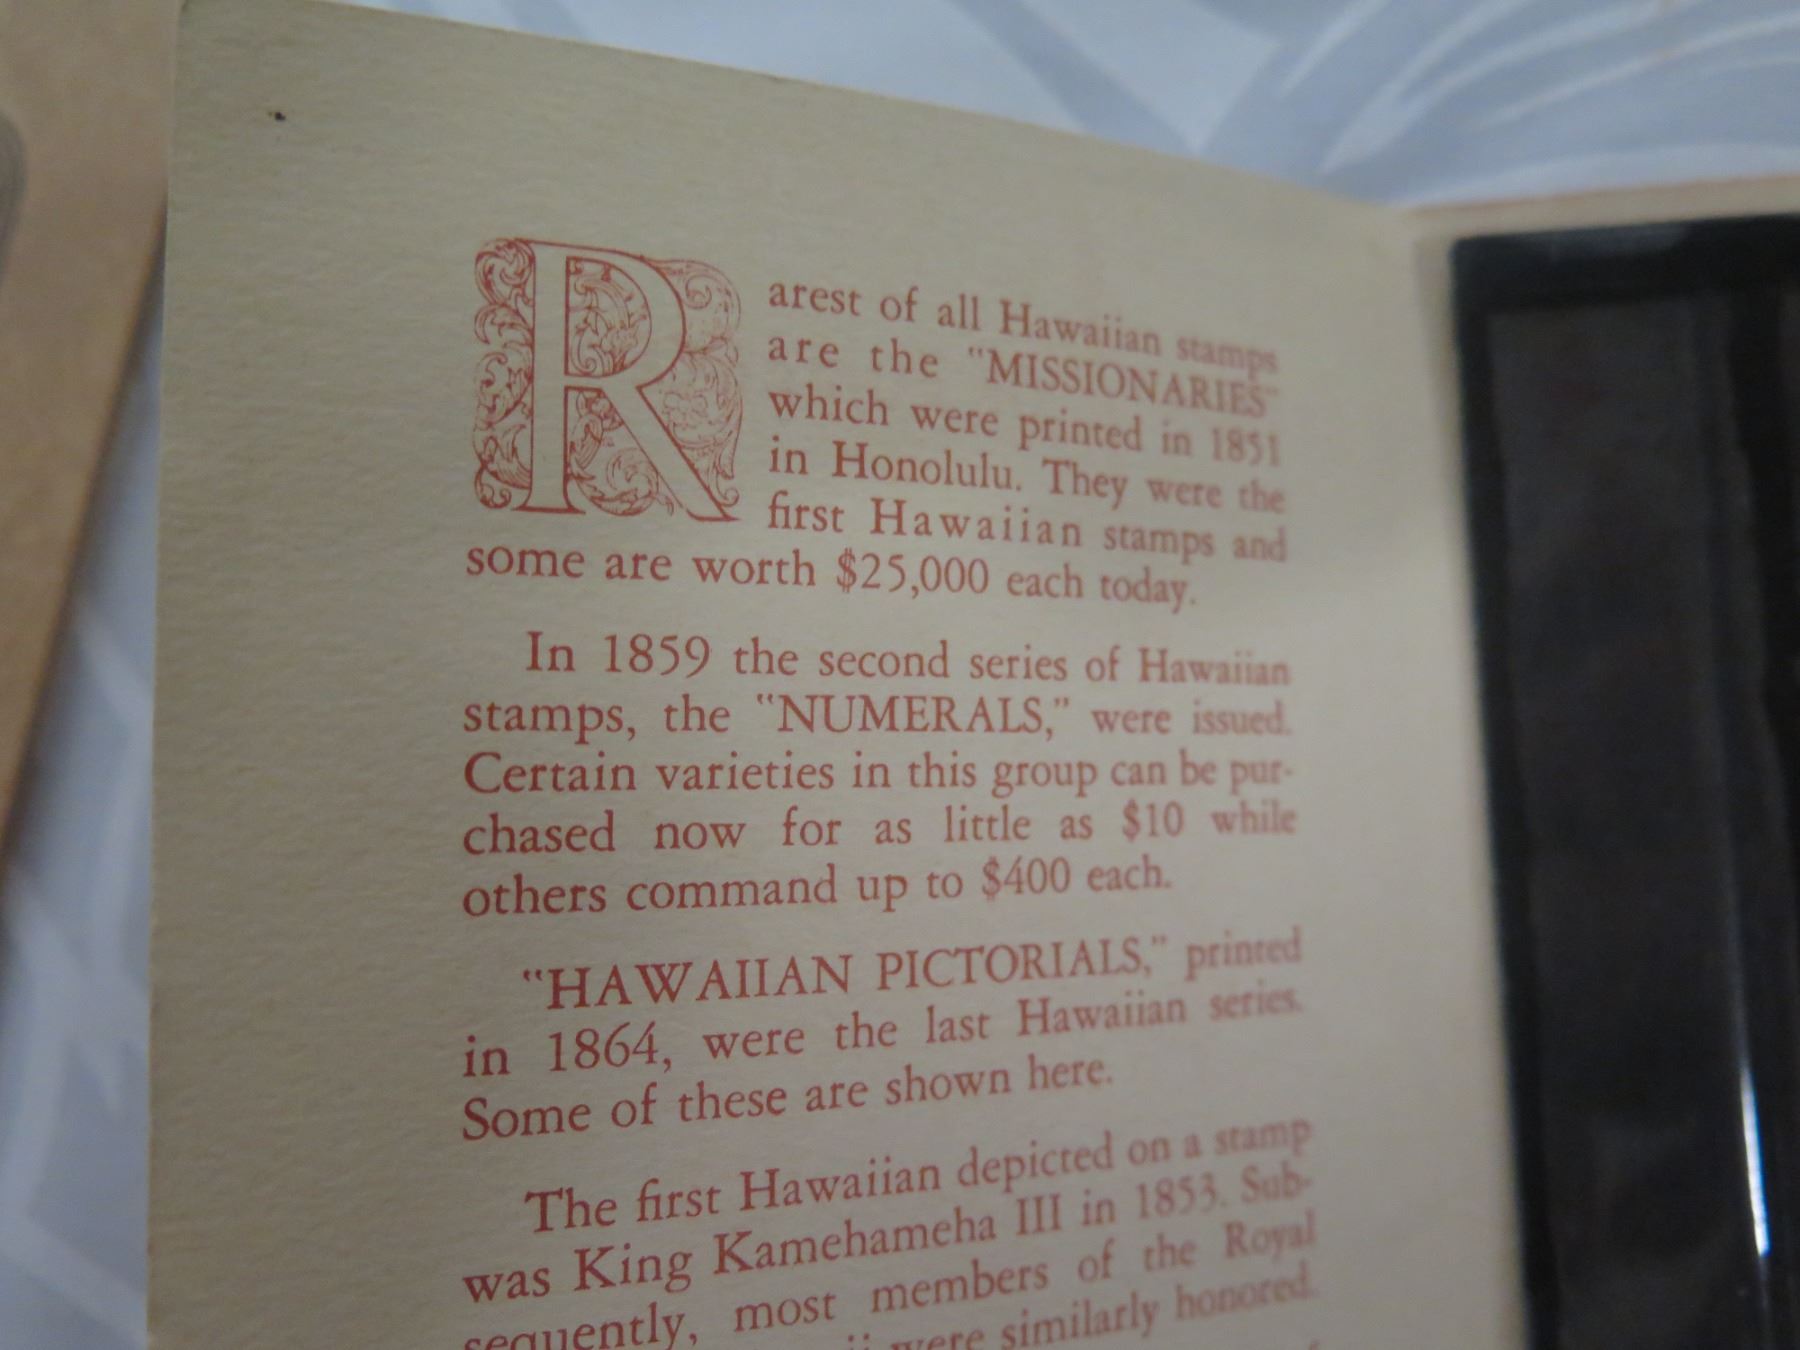 Rarest of all Hawaiian stamps
are the "MISSIONARIES"
which were printed in 1851
in Honolulu. They were the
first Hawaiian stamps and
some are worth $25,000 each today.
In 1859 the second series of Hawaiian
stamps, the "NUMERALS," were issued.
Certain varieties in this group can be pur-
chased now for as little as $10 while
others command up to $400 each.
"HAWAIIAN PICTORIALS," printed
in 1864, were the last Hawaiian series.
Some of these are shown here.
The first Hawaiian depicted on a stamp
was King Kamehameha III in 1853. Sub-
sequently, most members of the Royal
were similarly honored.